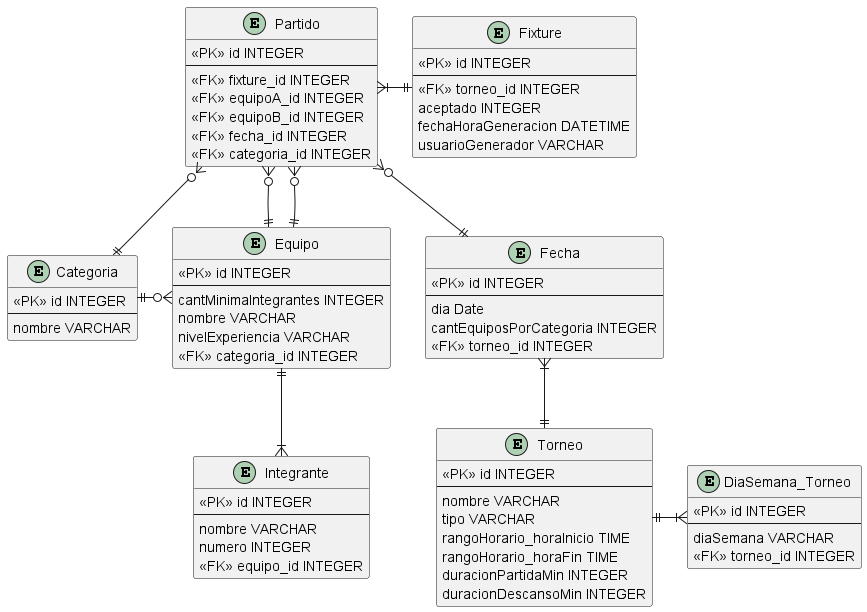 E Partido
«PK» id INTEGER
«FK» fixture_id INTEGER
«FK» equipoA_id INTEGER
«FK» equipoB_id INTEGER
«FK» fecha_id INTEGER
«FK» categoria_id INTEGER
E Fixture
«PK» id INTEGER
«FK» torneo_id INTEGER
aceptado INTEGER
fechaHoraGeneracion DATETIME
usuarioGenerador VARCHAR
E Categoria
«PK» id INTEGER
nombre VARCHAR
E Equipo
«PK» id INTEGER
cantMinimaIntegrantes INTEGER
nombre VARCHAR
nivelExperiencia VARCHAR
«FK» categoria_id INTEGER
E Fecha
«PK» id INTEGER
dia Date
cantEquiposPorCategoria INTEGER
«FK» torneo_id INTEGER
E Integrante
«PK» id INTEGER
nombre VARCHAR
numero INTEGER
«FK» equipo_id INTEGER
E Torneo
«PK» id INTEGER
nombre VARCHAR
tipo VARCHAR
rangoHorario_horaInicio TIME
rangoHorario_horaFin TIME
duracionPartidaMin INTEGER
duracionDescansoMin INTEGER
E DiaSemana_Torneo
«PK» id INTEGER
diaSemana VARCHAR
«FK» torneo_id INTEGER